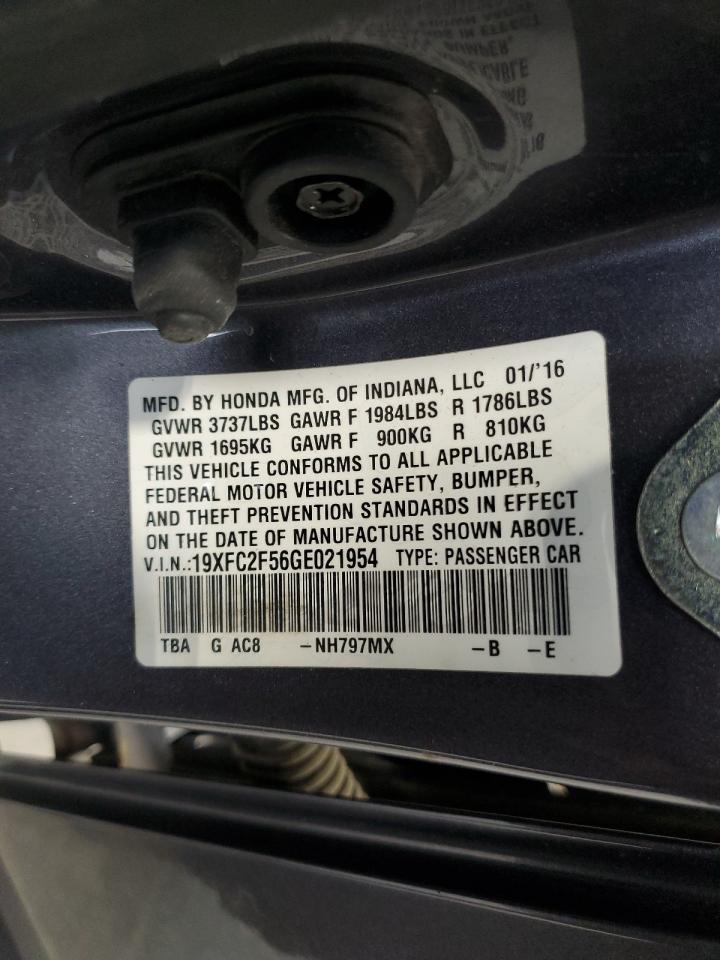 MFD. BY HONDA MFG. OF INDIANA, LLC 01/'16
GVWR 3737LBS GAWR F 1984LBS R 1786LBS
GVWR 1695KG GAWR F 900KG R 810KG
THIS VEHICLE CONFORMS TO ALL APPLICABLE
FEDERAL MOTOR VEHICLE SAFETY, BUMPER,
AND THEFT PREVENTION STANDARDS IN EFFECT
ON THE DATE OF MANUFACTURE SHOWN ABOVE.
V.I.N.:19XFC2F56GE021954 TYPE: PASSENGER CAR
TBA G AC8 -NH797MX -B -E